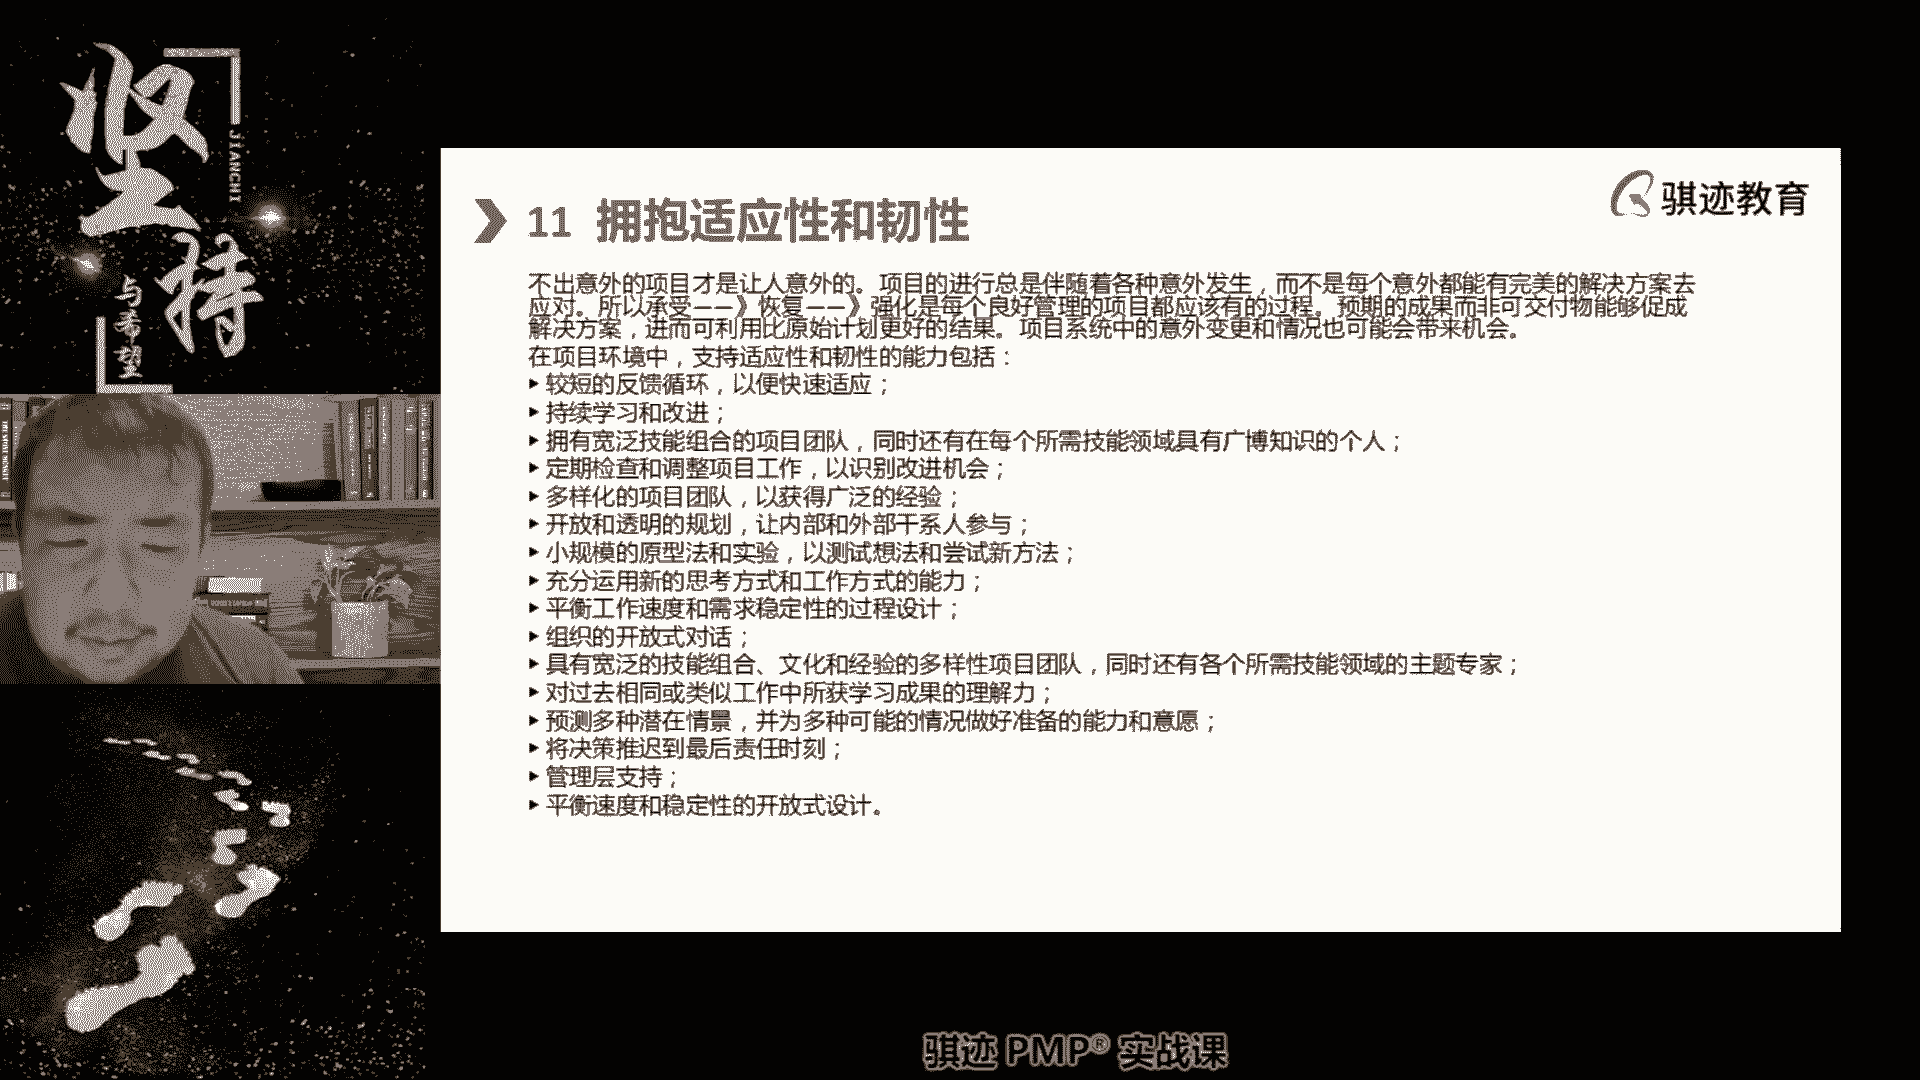 坚持
JIANCHI
与希望
骐迹教育
11 拥抱适应性和韧性
不出意外的项目才是让人意外的。项目的进行总是伴随着各种意外发生，而不是每个意外都能有完美的解决方案去
应对。所以承受——》恢复——》强化是每个良好管理的项目都应该有的过程。预期的成果而非可交付物能够促成
解决方案，进而可利用比原始计划更好的结果。项目系统中的意外变更和情况也可能会带来机会。
在项目环境中，支持适应性和韧性的能力包括：
▸ 较短的反馈循环，以便快速适应；
▸ 持续学习和改进；
▸ 拥有宽泛技能组合的项目团队，同时还有在每个所需技能领域具有广博知识的个人；
▸ 定期检查和调整项目工作，以识别改进机会；
▸ 多样化的项目团队，以获得广泛的经验；
▸ 开放和透明的规划，让内部和外部干系人参与；
▸ 小规模的原型法和实验，以测试想法和尝试新方法；
▸ 充分运用新的思考方式和工作方式的能力；
▸ 平衡工作速度和需求稳定性的过程设计；
▸ 组织的开放式对话；
▸ 具有宽泛的技能组合、文化和经验的多样性项目团队，同时还有各个所需技能领域的主题专家；
▸ 对过去相同或类似工作中所获学习成果的理解力；
▸ 预测多种潜在情景，并为多种可能的情况做好准备的能力和意愿；
▸ 将决策推迟到最后责任时刻；
▸ 管理层支持；
▸ 平衡速度和稳定性的开放式设计。
骐迹 PMP® 实战课